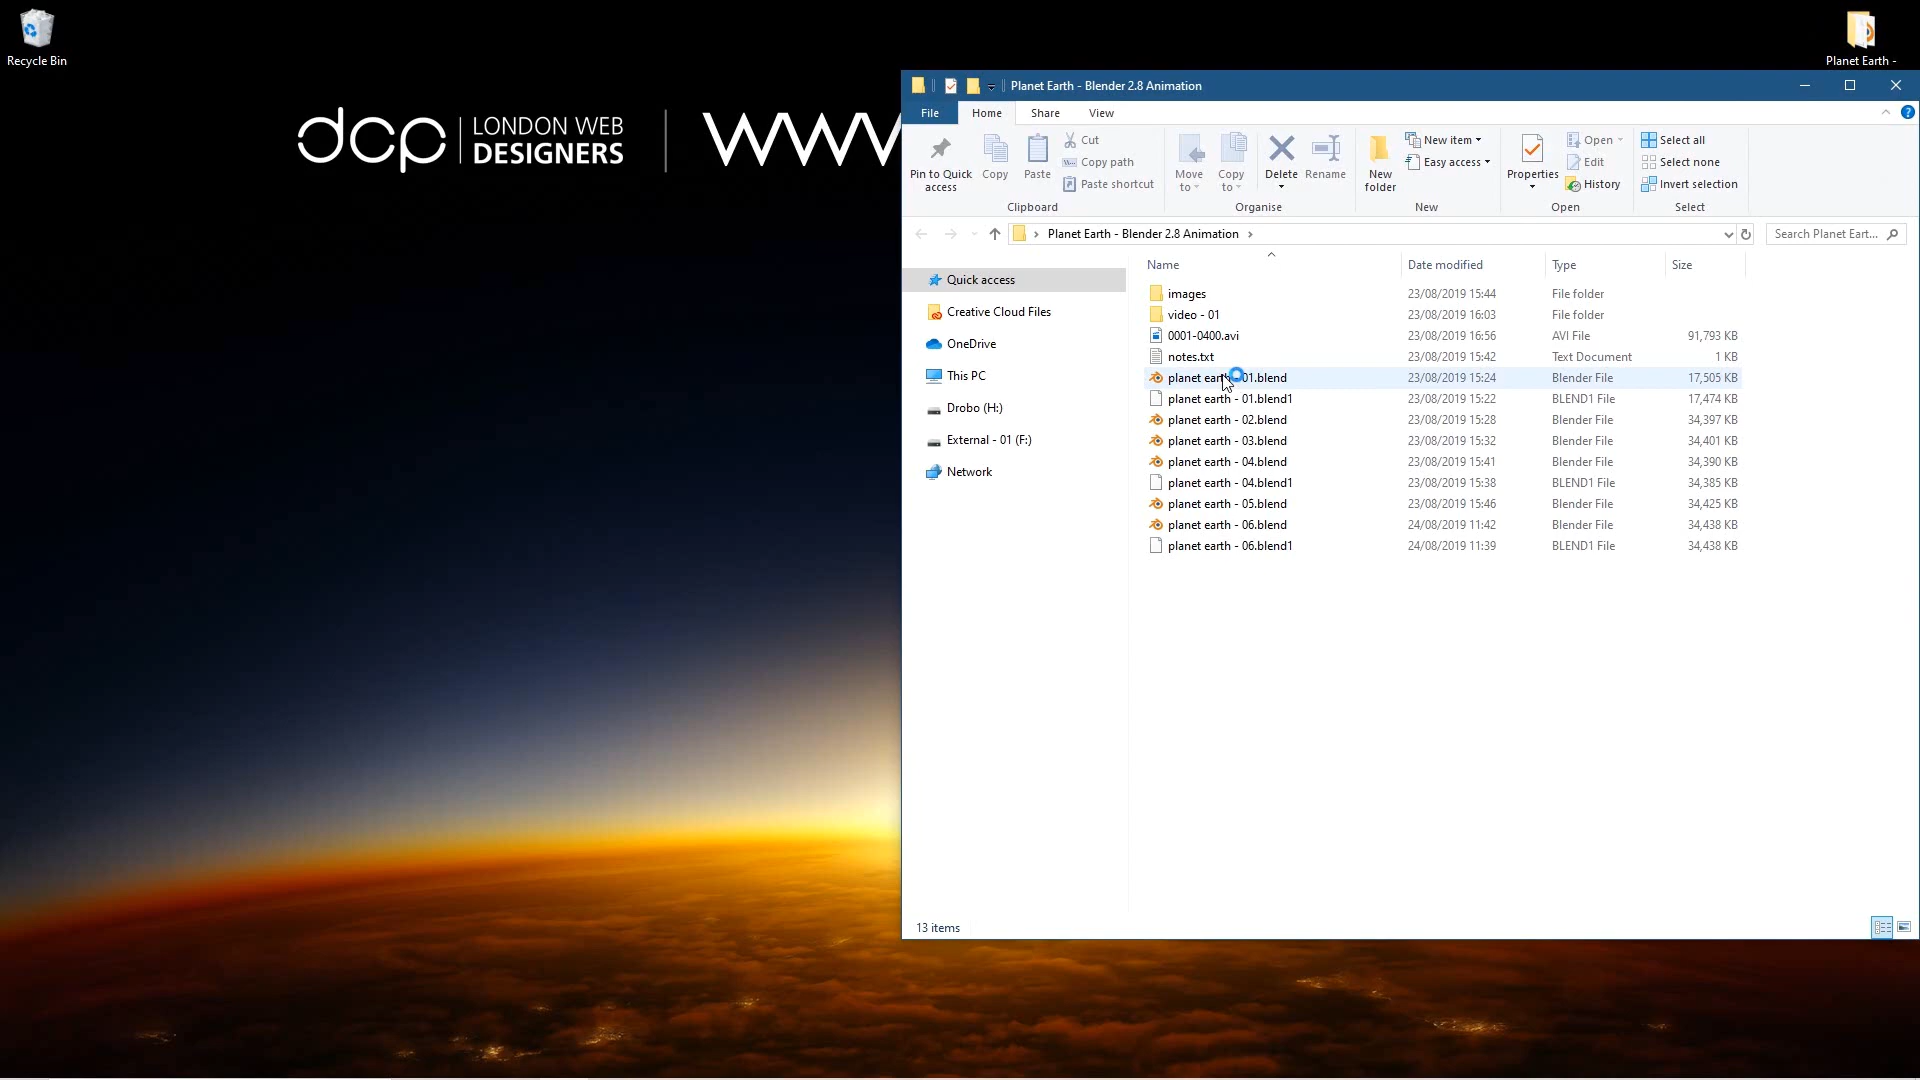 Recycle Bin
Planet Earth -
dcp LONDON WEB DESIGNERS
WWW
Planet Earth - Blender 2.8 Animation
File Home Share View
Pin to Quick access
Copy
Paste
Cut
Copy path
Paste shortcut
Clipboard
Move to
Copy to
Delete
Rename
Organise
New folder
New item
Easy access
New
Properties
Open
Edit
History
Open
Select all
Select none
Invert selection
Select
Planet Earth - Blender 2.8 Animation
Search Planet Eart...
Quick access
Creative Cloud Files
OneDrive
This PC
Drobo (H:)
External - 01 (F:)
Network
Name Date modified Type Size
images 23/08/2019 15:44 File folder
video - 01 23/08/2019 16:03 File folder
0001-0400.avi 23/08/2019 16:56 AVI File 91,793 KB
notes.txt 23/08/2019 15:42 Text Document 1 KB
planet earth - 01.blend 23/08/2019 15:24 Blender File 17,505 KB
planet earth - 01.blend1 23/08/2019 15:22 BLEND1 File 17,474 KB
planet earth - 02.blend 23/08/2019 15:28 Blender File 34,397 KB
planet earth - 03.blend 23/08/2019 15:32 Blender File 34,401 KB
planet earth - 04.blend 23/08/2019 15:41 Blender File 34,390 KB
planet earth - 04.blend1 23/08/2019 15:38 BLEND1 File 34,385 KB
planet earth - 05.blend 23/08/2019 15:46 Blender File 34,425 KB
planet earth - 06.blend 24/08/2019 11:42 Blender File 34,438 KB
planet earth - 06.blend1 24/08/2019 11:39 BLEND1 File 34,438 KB
13 items